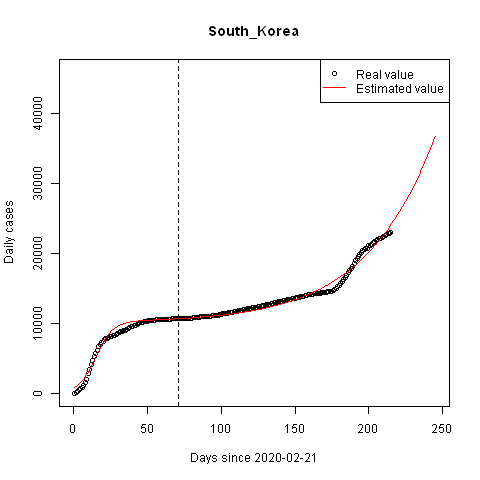 South_Korea
Real value
Estimated value
Daily cases
40000
30000
20000
10000
0
0 50 100 150 200 250
Days since 2020-02-21